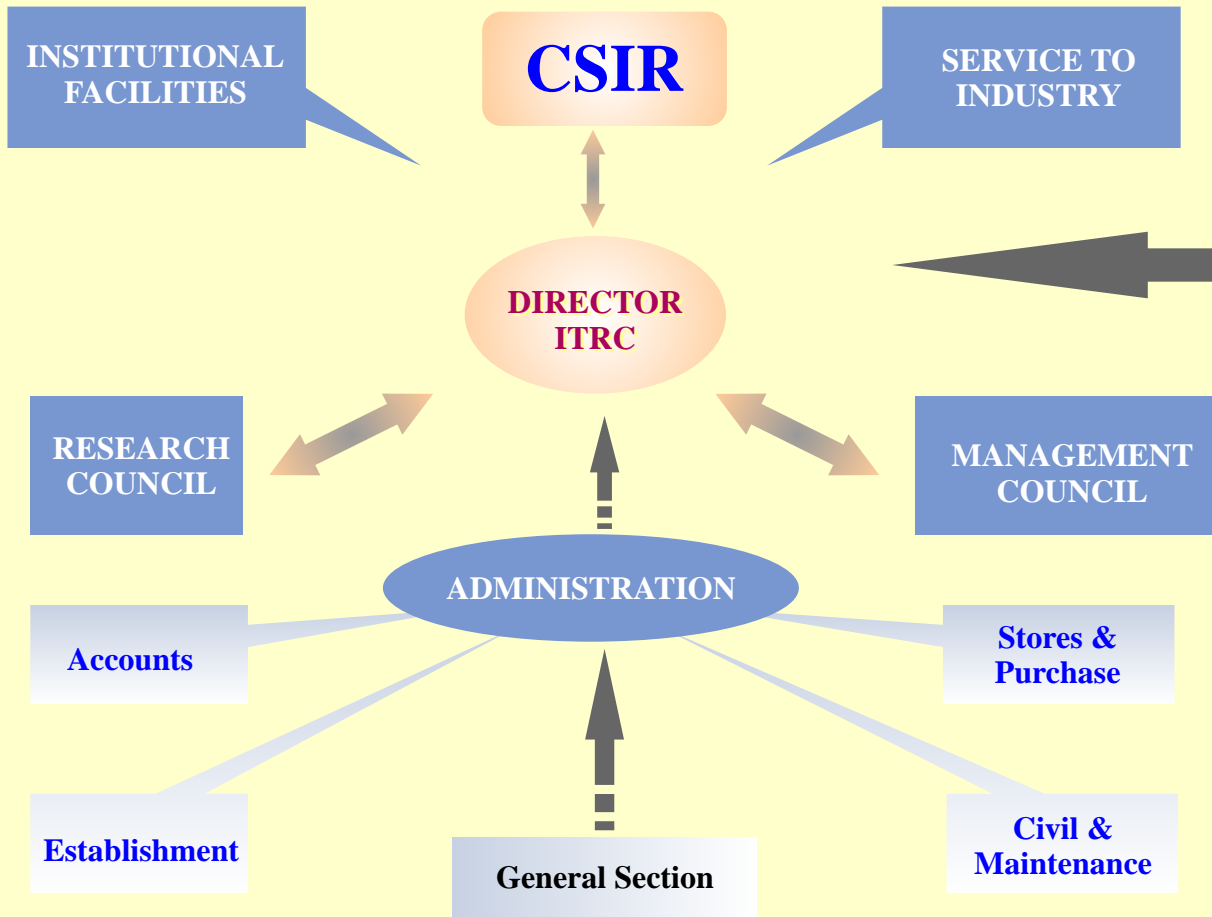 INSTITUTIONAL
FACILITIES
CSIR
SERVICE TO
INDUSTRY
DIRECTOR
ITRC
RESEARCH
COUNCIL
MANAGEMENT
COUNCIL
ADMINISTRATION
Accounts
Stores &
Purchase
Establishment
Civil &
Maintenance
General Section